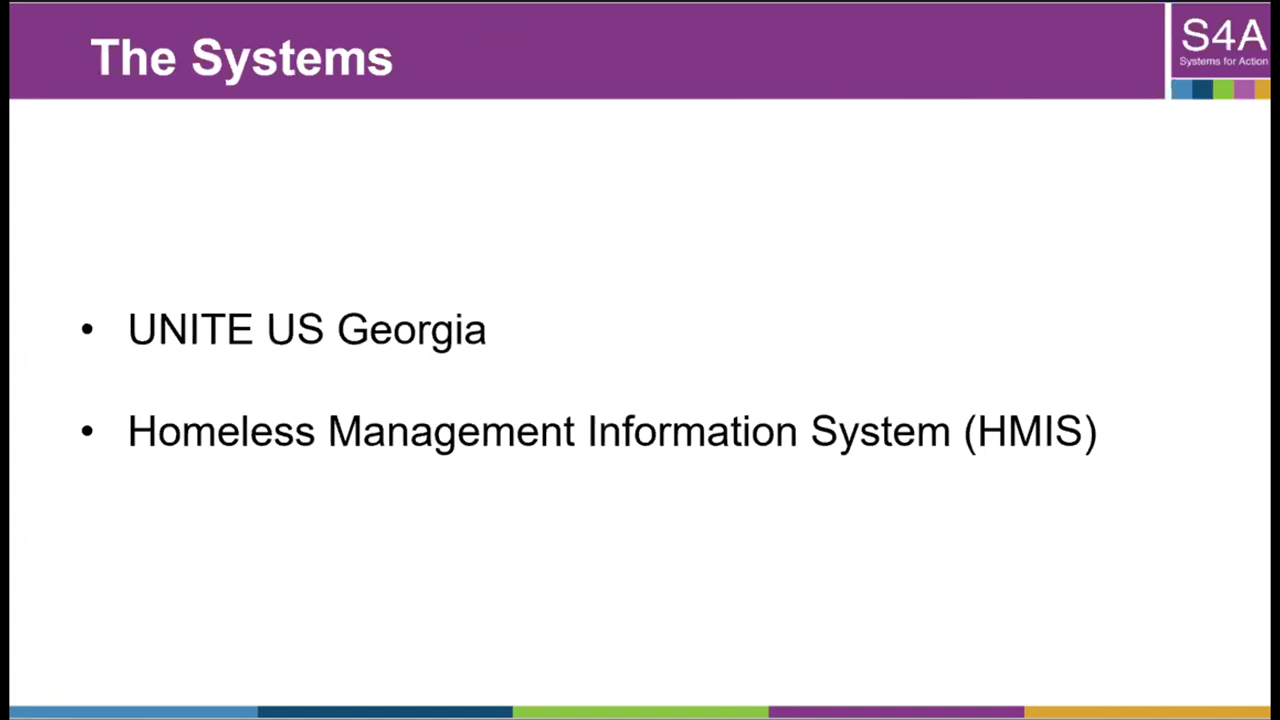 The Systems
S4A
Systems for Action
• UNITE US Georgia
• Homeless Management Information System (HMIS)